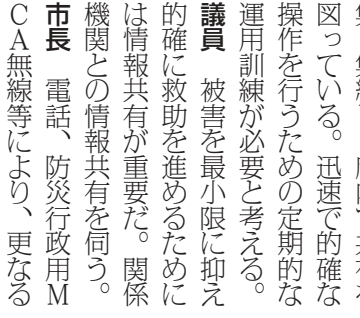 図っている。迅速で的確な
操作を行うための定期的な
運用訓練が必要と考える。
議員　被害を最小限に抑え
的確に救助を進めるために
は情報共有が重要だ。関係
機関との情報共有を伺う。
市長　電話、防災行政用Ｍ
ＣＡ無線等により、更なる